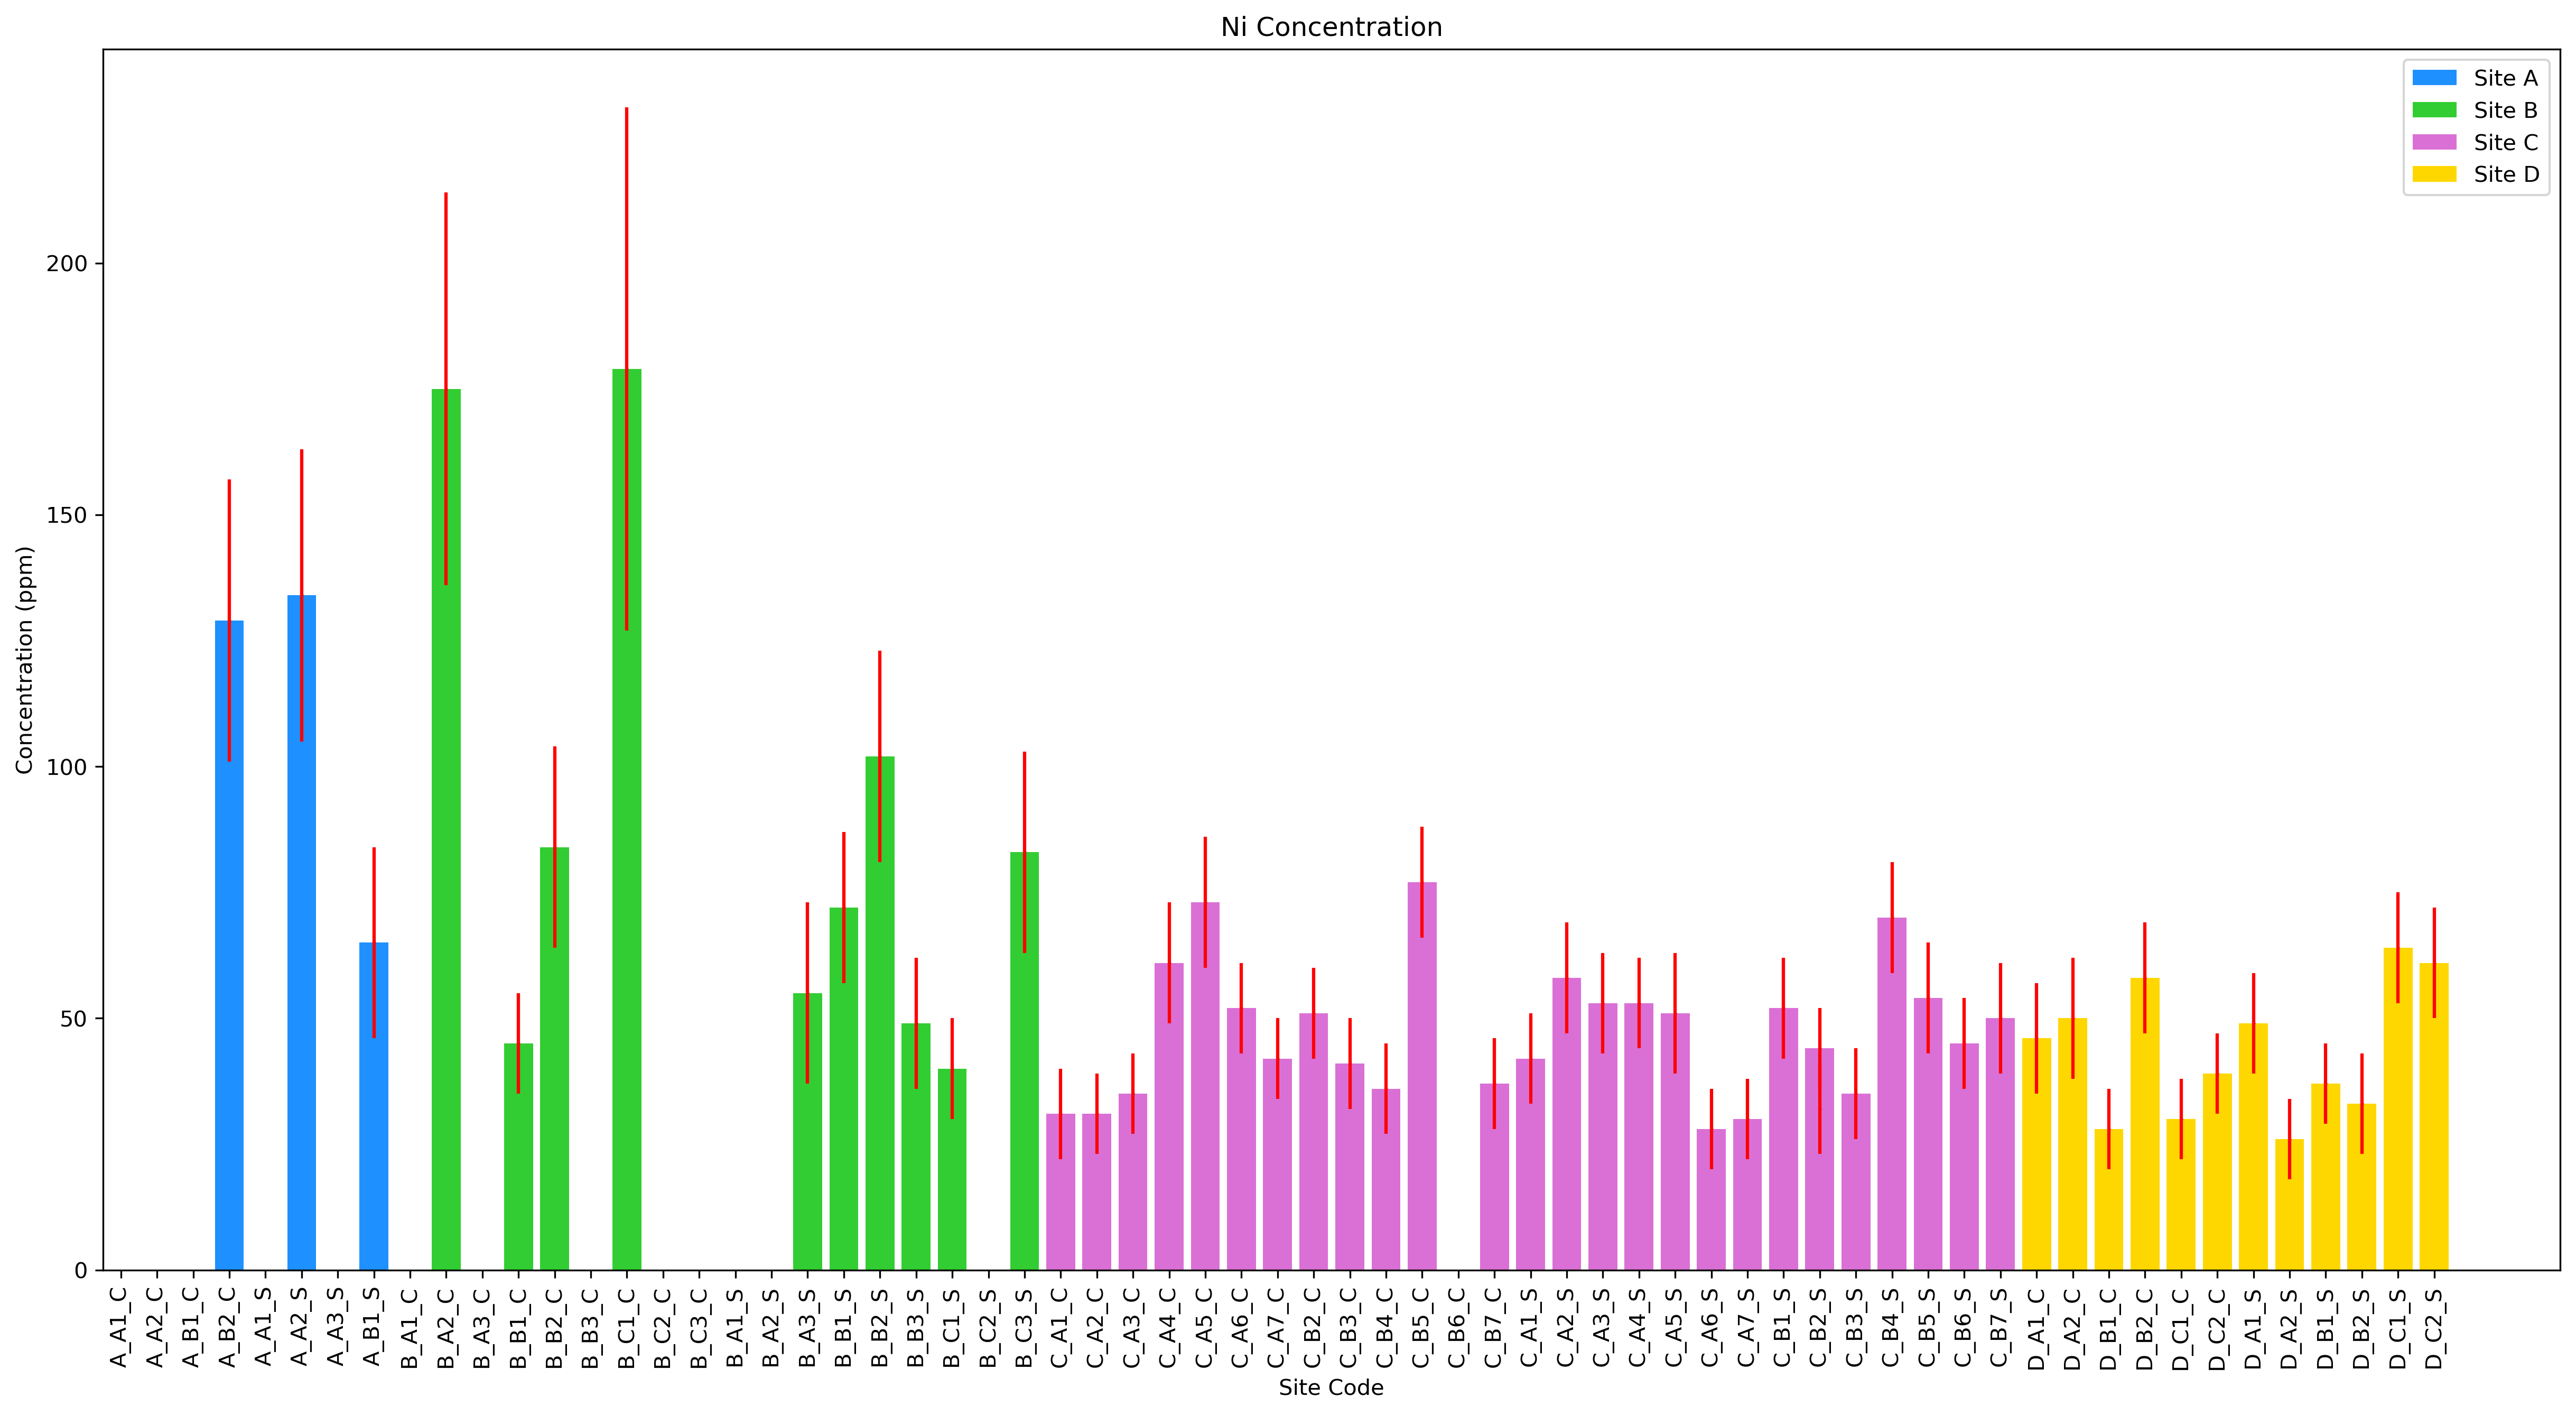 Ni Concentration
Site A
Site B
Site C
Site D
200
150
100
50
0
Concentration (ppm)
A_A1_C
A_A2_C
A_B1_C
A_B2_C
A_A1_S
A_A2_S
A_A3_S
A_B1_S
B_A1_C
B_A2_C
B_A3_C
B_B1_C
B_B2_C
B_B3_C
B_C1_C
B_C2_C
B_C3_C
B_A1_S
B_A2_S
B_A3_S
B_B1_S
B_B2_S
B_B3_S
B_C1_S
B_C2_S
B_C3_S
C_A1_C
C_A2_C
C_A3_C
C_A4_C
C_A5_C
C_A6_C
C_A7_C
C_B2_C
C_B3_C
C_B4_C
C_B5_C
C_B6_C
C_B7_C
C_A1_S
C_A2_S
C_A3_S
C_A4_S
C_A5_S
C_A6_S
C_A7_S
C_B1_S
C_B2_S
C_B3_S
C_B4_S
C_B5_S
C_B6_S
C_B7_S
D_A1_C
D_A2_C
D_B1_C
D_B2_C
D_C1_C
D_C2_C
D_A1_S
D_A2_S
D_B1_S
D_B2_S
D_C1_S
D_C2_S
Site Code